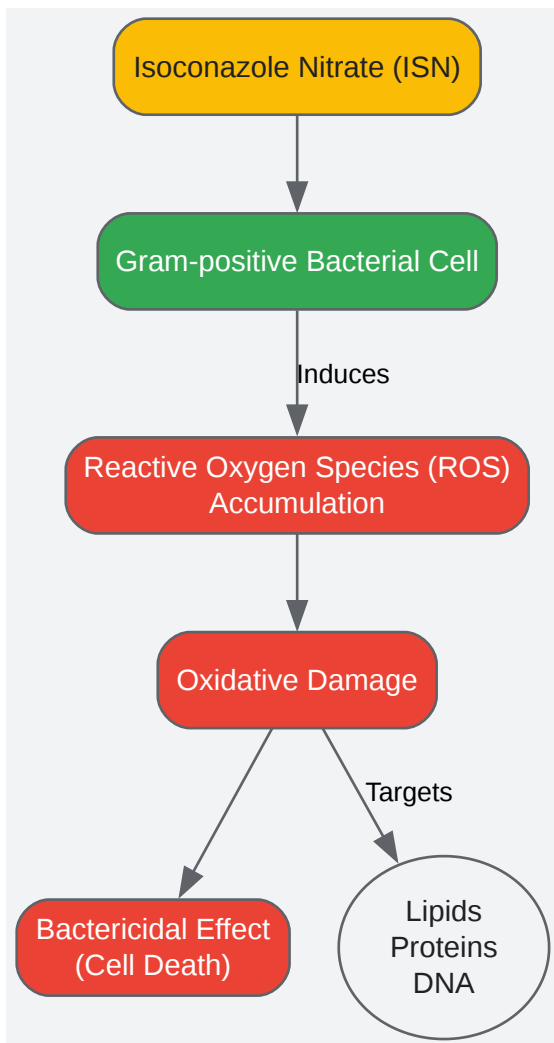 Isoconazole Nitrate (ISN)
Gram-positive Bacterial Cell
Induces
Reactive Oxygen Species (ROS)
Accumulation
Oxidative Damage
Targets
Bactericidal Effect
(Cell Death)
Lipids
Proteins
DNA